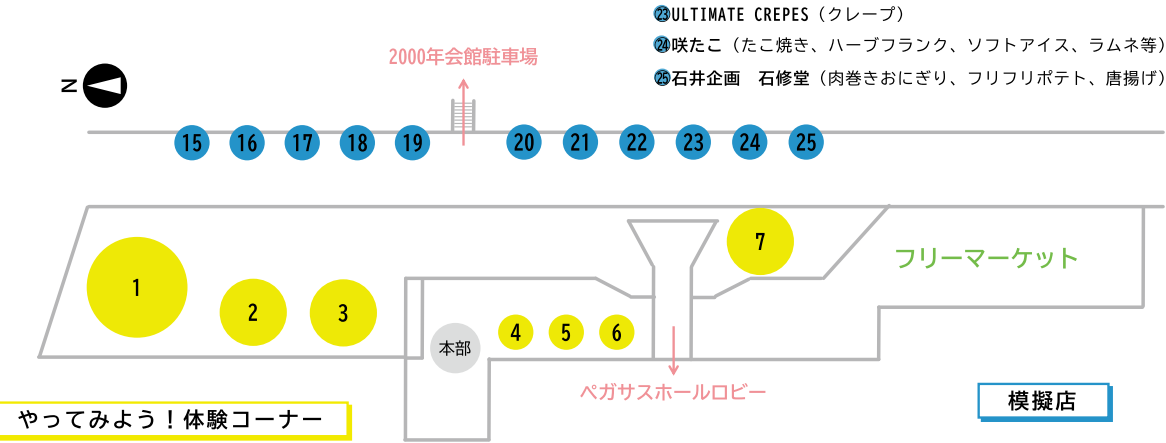 ㉓ULTIMATE CREPES（クレープ）
㉔咲たこ（たこ焼き、ハーブフランク、ソフトアイス、ラムネ等）
㉕石井企画　石修堂（肉巻きおにぎり、フリフリポテト、唐揚げ）
2000年会館駐車場
N
15 16 17 18 19 20 21 22 23 24 25
7
フリーマーケット
1 2 3
4 5 6
本部
ペガサスホールロビー
模擬店
やってみよう！体験コーナー